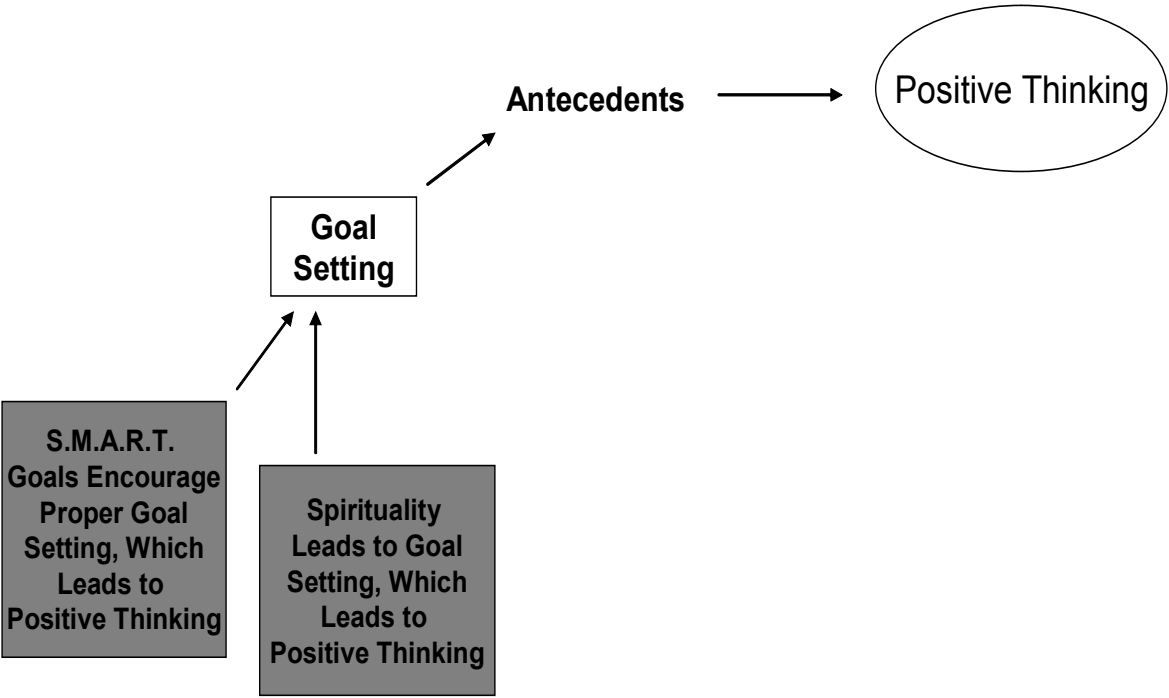 Positive Thinking
Antecedents
Goal
Setting
S.M.A.R.T.
Goals Encourage
Proper Goal
Setting, Which
Leads to
Positive Thinking
Spirituality
Leads to Goal
Setting, Which
Leads to
Positive Thinking